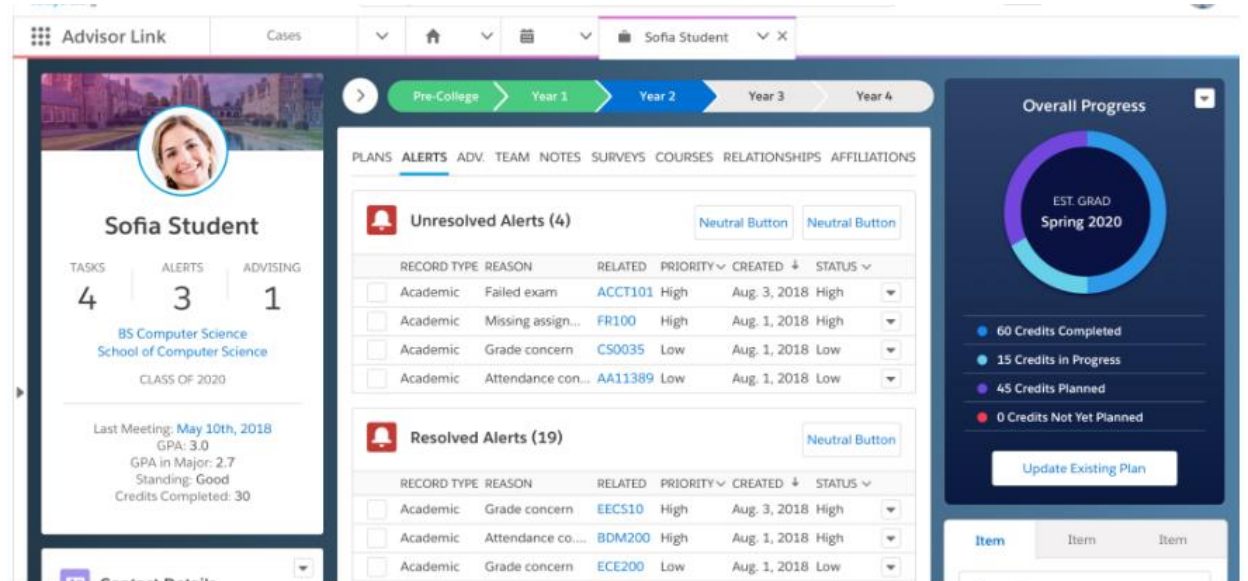 Advisor Link Cases Sofia Student
Sofia Student
TASKS ALERTS ADVISING
4 3 1
BS Computer Science
School of Computer Science
CLASS OF 2020
Last Meeting: May 10th, 2018
GPA: 3.0
GPA in Major: 2.7
Standing: Good
Credits Completed: 30
Contact Details
Pre-College Year 1 Year 2 Year 3 Year 4
PLANS ALERTS ADV. TEAM NOTES SURVEYS COURSES RELATIONSHIPS AFFILIATIONS
Unresolved Alerts (4) Neutral Button Neutral Button
RECORD TYPE REASON RELATED PRIORITY CREATED STATUS
Academic Failed exam ACCT101 High Aug. 3, 2018 High
Academic Missing assign... FR100 High Aug. 1, 2018 High
Academic Grade concern CS0035 Low Aug. 1, 2018 Low
Academic Attendance con... AA11389 Low Aug. 1, 2018 Low
Resolved Alerts (19) Neutral Button
RECORD TYPE REASON RELATED PRIORITY CREATED STATUS
Academic Grade concern EECS10 High Aug. 3, 2018 High
Academic Attendance co.... BDM200 High Aug. 1, 2018 High
Academic Grade concern ECE200 Low Aug. 1, 2018 Low
Overall Progress
EST. GRAD
Spring 2020
60 Credits Completed
15 Credits in Progress
45 Credits Planned
0 Credits Not Yet Planned
Update Existing Plan
Item Item Item